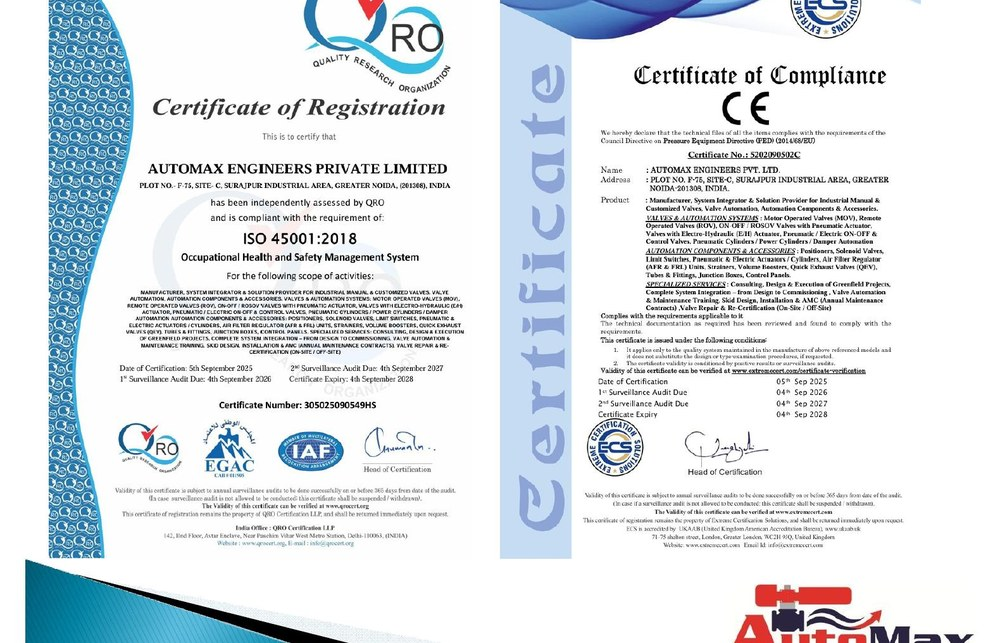 QRO
QUALITY RESEARCH ORGANIZATION
Certificate of Registration
This is to certify that
AUTOMAX ENGINEERS PRIVATE LIMITED
PLOT NO.- F-75, SITE- C, SURAJPUR INDUSTRIAL AREA, GREATER NOIDA, (201308), INDIA
has been independently assessed by QRO
and is compliant with the requirement of:
ISO 45001:2018
Occupational Health and Safety Management System
For the following scope of activities:
MANUFACTURER, SYSTEM INTEGRATOR & SOLUTION PROVIDER FOR INDUSTRIAL MANUAL & CUSTOMIZED VALVES, VALVE
AUTOMATION, AUTOMATION COMPONENTS & ACCESSORIES. VALVES & AUTOMATION SYSTEMS: MOTOR OPERATED VALVES (MOV),
REMOTE OPERATED VALVES (ROV), ON-OFF / ROSOV VALVES WITH PNEUMATIC ACTUATOR, VALVES WITH ELECTRO-HYDRAULIC (E/H)
ACTUATOR, PNEUMATIC / ELECTRIC ON-OFF & CONTROL VALVES, PNEUMATIC CYLINDERS / POWER CYLINDERS / DAMPER
AUTOMATION AUTOMATION COMPONENTS & ACCESSORIES: POSITIONERS, SOLENOID VALVES, LIMIT SWITCHES, PNEUMATIC &
ELECTRIC ACTUATORS / CYLINDERS, AIR FILTER REGULATOR (AFR & FRL) UNITS, STRAINERS, VOLUME BOOSTERS, QUICK EXHAUST
VALVES (QEV), TUBES & FITTINGS, JUNCTION BOXES, CONTROL PANELS. SPECIALISED SERVICES: CONSULTING, DESIGN & EXECUTION
OF GREENFIELD PROJECTS, COMPLETE SYSTEM INTEGRATION – FROM DESIGN TO COMMISSIONING, VALVE AUTOMATION &
MAINTENANCE TRAINING, SKID DESIGN, INSTALLATION & AMC (ANNUAL MAINTENANCE CONTRACTS). VALVE REPAIR & RE-
CERTIFICATION (ON-SITE / OFF-SITE)
Date of Certification: 5th September 2025
2nd Surveillance Audit Due: 4th September 2027
1st Surveillance Audit Due: 4th September 2026
Certificate Expiry: 4th September 2028
Certificate Number: 305025090549HS
QRO
QUALITY RESEARCH ORGANIZATION
EGAC
MEMBER OF MULTILATERAL
IAF
RECOGNITION ARRANGEMENT
Head of Certification
Validity of this certificate is subject to annual surveillance audits to be done successfully on or before 365 days from date of the audit.
(In case surveillance audit is not allowed to be conducted: this certificate shall be suspended / withdrawn).
The Validity of this certificate can be verified at www.qrocert.org
This certificate of registration remains the property of QRO Certification LLP, and shall be returned immediately upon request.
India Office : QRO Certification LLP
142, IInd Floor, Avtar Enclave, Near Paschim Vihar West Metro Station, Delhi-110063, (INDIA)
Website : www.qrocert.org, E-mail : info@qrocert.org
Certificate
ECS
EXTREME SOLUTIONS
Certificate of Compliance
CE
We hereby declare that the technical files of all the items complies with the requirements of the
Council Directive on Pressure Equipment Directive (PED) (2014/68/EU)
Certificate No.: 5202090502C
Name : AUTOMAX ENGINEERS PVT. LTD.
Address : PLOT NO. F-75, SITE-C, SURAJPUR INDUSTRIAL AREA, GREATER
NOIDA-201308, INDIA.
Product : Manufacturer, System Integrator & Solution Provider for Industrial Manual &
Customized Valves, Valve Automation, Automation Components & Accessories.
VALVES & AUTOMATION SYSTEMS : Motor Operated Valves (MOV), Remote
Operated Valves (ROV), ON-OFF / ROSOV Valves with Pneumatic Actuator,
Valves with Electro-Hydraulic (E/H) Actuator, Pneumatic / Electric ON-OFF &
Control Valves, Pneumatic Cylinders / Power Cylinders / Damper Automation
AUTOMATION COMPONENTS & ACCESSORIES : Positioners, Solenoid Valves,
Limit Switches, Pneumatic & Electric Actuators / Cylinders, Air Filter Regulator
(AFR & FRL) Units, Strainers, Volume Boosters, Quick Exhaust Valves (QEV),
Tubes & Fittings, Junction Boxes, Control Panels.
SPECIALIZED SERVICES : Consulting, Design & Execution of Greenfield Projects,
Complete System Integration – from Design to Commissioning , Valve Automation
& Maintenance Training, Skid Design, Installation & AMC (Annual Maintenance
Contracts) ,Valve Repair & Re-Certification (On-Site / Off-Site)
Complies with the requirements applicable to it
The technical documentation as required has been reviewed and found to comply with the
requirements.
This certificate is issued under the following conditions:
1. It applies only to the quality system maintained in the manufacture of above referenced models and
it does not substitute the design or type-examination procedures, if requested.
2. The certificate validity is conditioned by positive results or surveillance audits.
Validity of this certificate can be verified at www.extremecert.com/certificate-verification
Date of Certification 05th Sep 2025
1st Surveillance Audit Due 04th Sep 2026
2nd Surveillance Audit Due 04th Sep 2027
Certificate Expiry 04th Sep 2028
EXTREME CERTIFICATION SOLUTIONS
ECS
Head of Certification
Validity of this certificate is subject to annual surveillance audits to be done successfully on or before 365 days from date of the audit.
(In case if surveillance audit is not allowed to be conducted; this certificate shall be suspended / withdrawn).
The Validity of this certificate can be verified at www.extremecert.com
This certificate of registration remains the property of Extreme Certification Solutions, and shall be returned immediately upon request.
ECS is accredited by UKAAB (United Kingdom American Accreditation Bureau), www.ukaab.uk
71-75 shelton street, London, Greater London, WC2H 9JQ, United Kingdom
Website: www.extremecert.com Email Id: info@extremecert.com
AutoMax